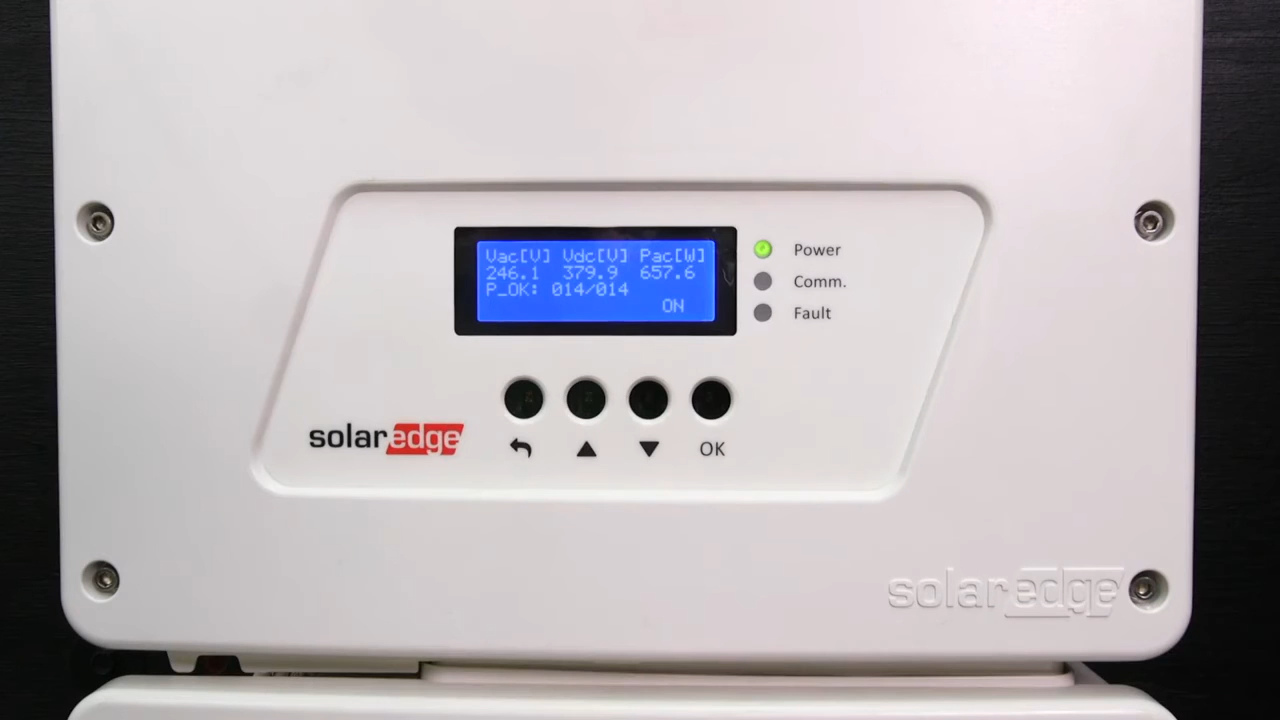 Vac[V] Vdc[V] Pac[W]
246.1 379.9 657.6
P_OK: 014/014
ON
Power
Comm.
Fault
solaredge
OK
solaredge